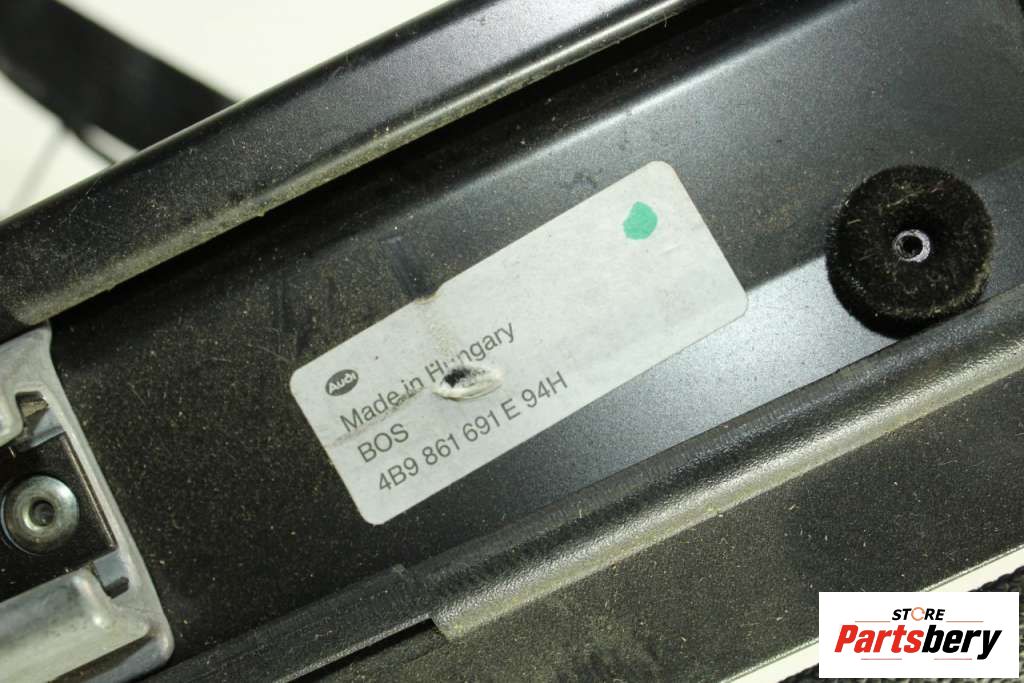 Audi
Made in Hungary
BOS
4B9 861 691 E 94H
STORE
Partsbery